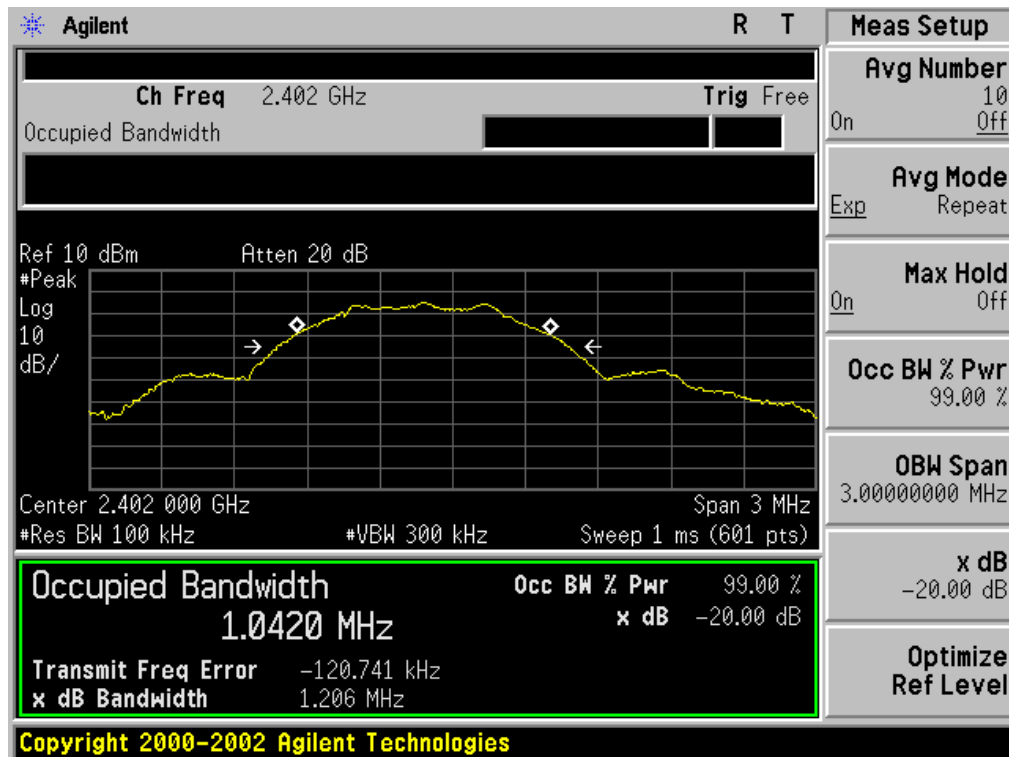 Agilent R T
Ch Freq 2.402 GHz Trig Free
Occupied Bandwidth
Ref 10 dBm Atten 20 dB
#Peak
Log
10
dB/
Center 2.402 000 GHz Span 3 MHz
#Res BW 100 kHz #VBW 300 kHz Sweep 1 ms (601 pts)
Occupied Bandwidth Occ BW % Pwr 99.00 %
1.0420 MHz x dB -20.00 dB
Transmit Freq Error -120.741 kHz
x dB Bandwidth 1.206 MHz
Copyright 2000-2002 Agilent Technologies
Meas Setup
Avg Number
10
On Off
Avg Mode
Exp Repeat
Max Hold
On Off
Occ BW % Pwr
99.00 %
OBW Span
3.00000000 MHz
x dB
-20.00 dB
Optimize
Ref Level